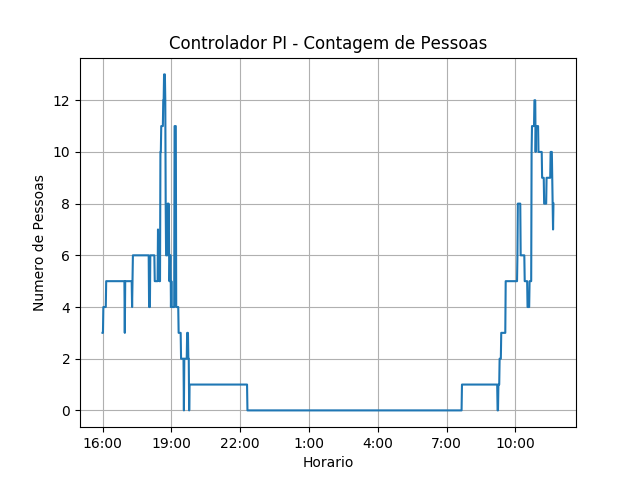 Controlador PI - Contagem de Pessoas
Numero de Pessoas
12
10
8
6
4
2
0
16:00 19:00 22:00 1:00 4:00 7:00 10:00
Horario